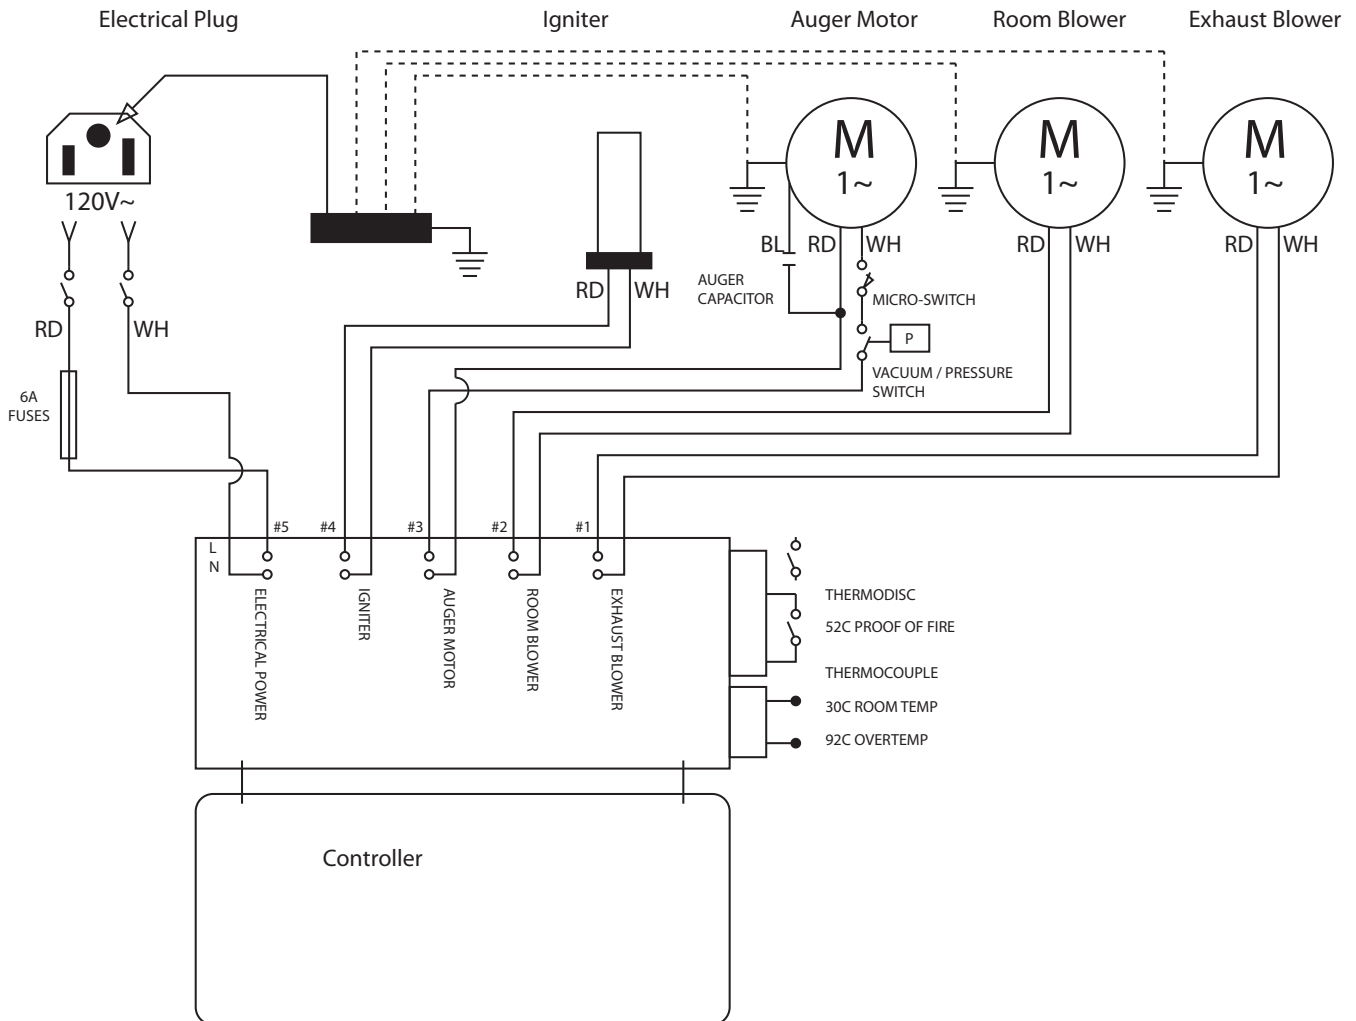 Electrical Plug
Igniter
Auger Motor
Room Blower
Exhaust Blower
M
1~
M
1~
M
1~
120V~
BL
RD
WH
RD
WH
RD
WH
AUGER
CAPACITOR
MICRO-SWITCH
RD
WH
RD
WH
P
VACUUM / PRESSURE
SWITCH
6A
FUSES
#5
#4
#3
#2
#1
L
N
ELECTRICAL POWER
IGNITER
AUGER MOTOR
ROOM BLOWER
EXHAUST BLOWER
THERMODISC
52C PROOF OF FIRE
THERMOCOUPLE
30C ROOM TEMP
92C OVERTEMP
Controller